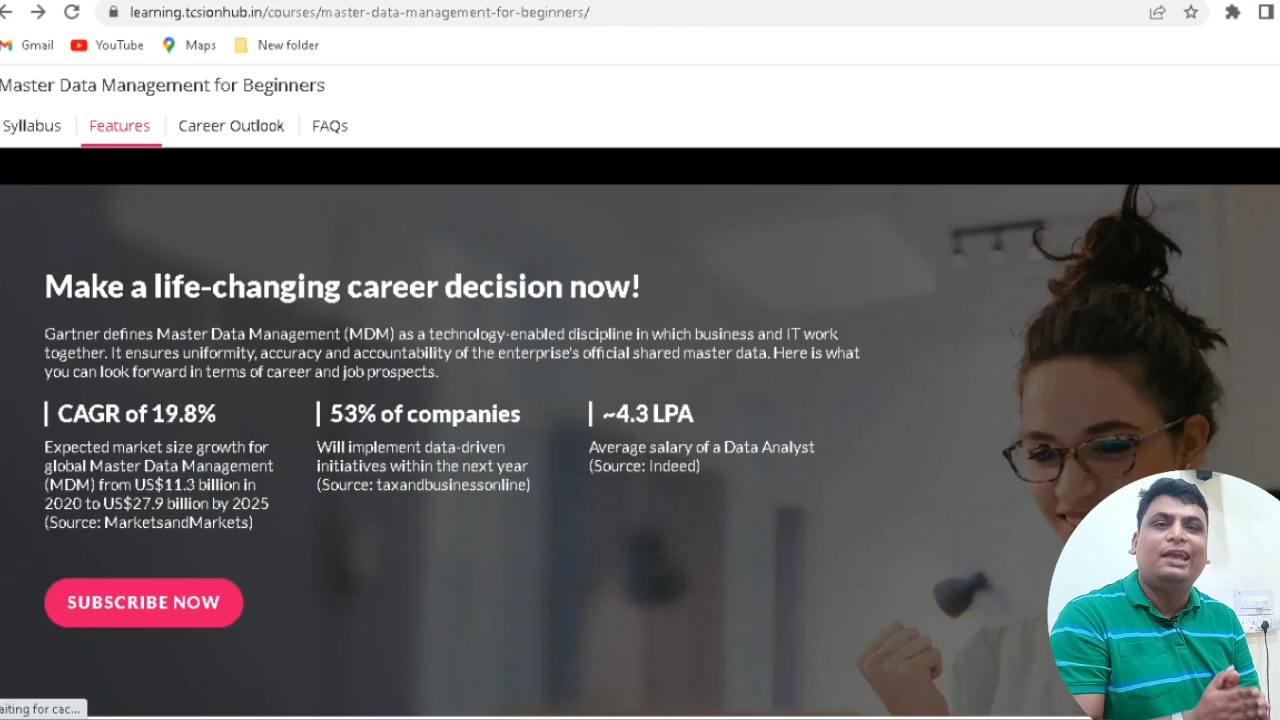 learning.tcsionhub.in/courses/master-data-management-for-beginners/
Gmail YouTube Maps New folder
Master Data Management for Beginners
Syllabus Features Career Outlook FAQs
Make a life-changing career decision now!
Gartner defines Master Data Management (MDM) as a technology-enabled discipline in which business and IT work
together. It ensures uniformity, accuracy and accountability of the enterprise's official shared master data. Here is what
you can look forward in terms of career and job prospects.
CAGR of 19.8%
Expected market size growth for
global Master Data Management
(MDM) from US$11.3 billion in
2020 to US$27.9 billion by 2025
(Source: MarketsandMarkets)
53% of companies
Will implement data-driven
initiatives within the next year
(Source: taxandbusinessonline)
~4.3 LPA
Average salary of a Data Analyst
(Source: Indeed)
SUBSCRIBE NOW
aiting for cac...